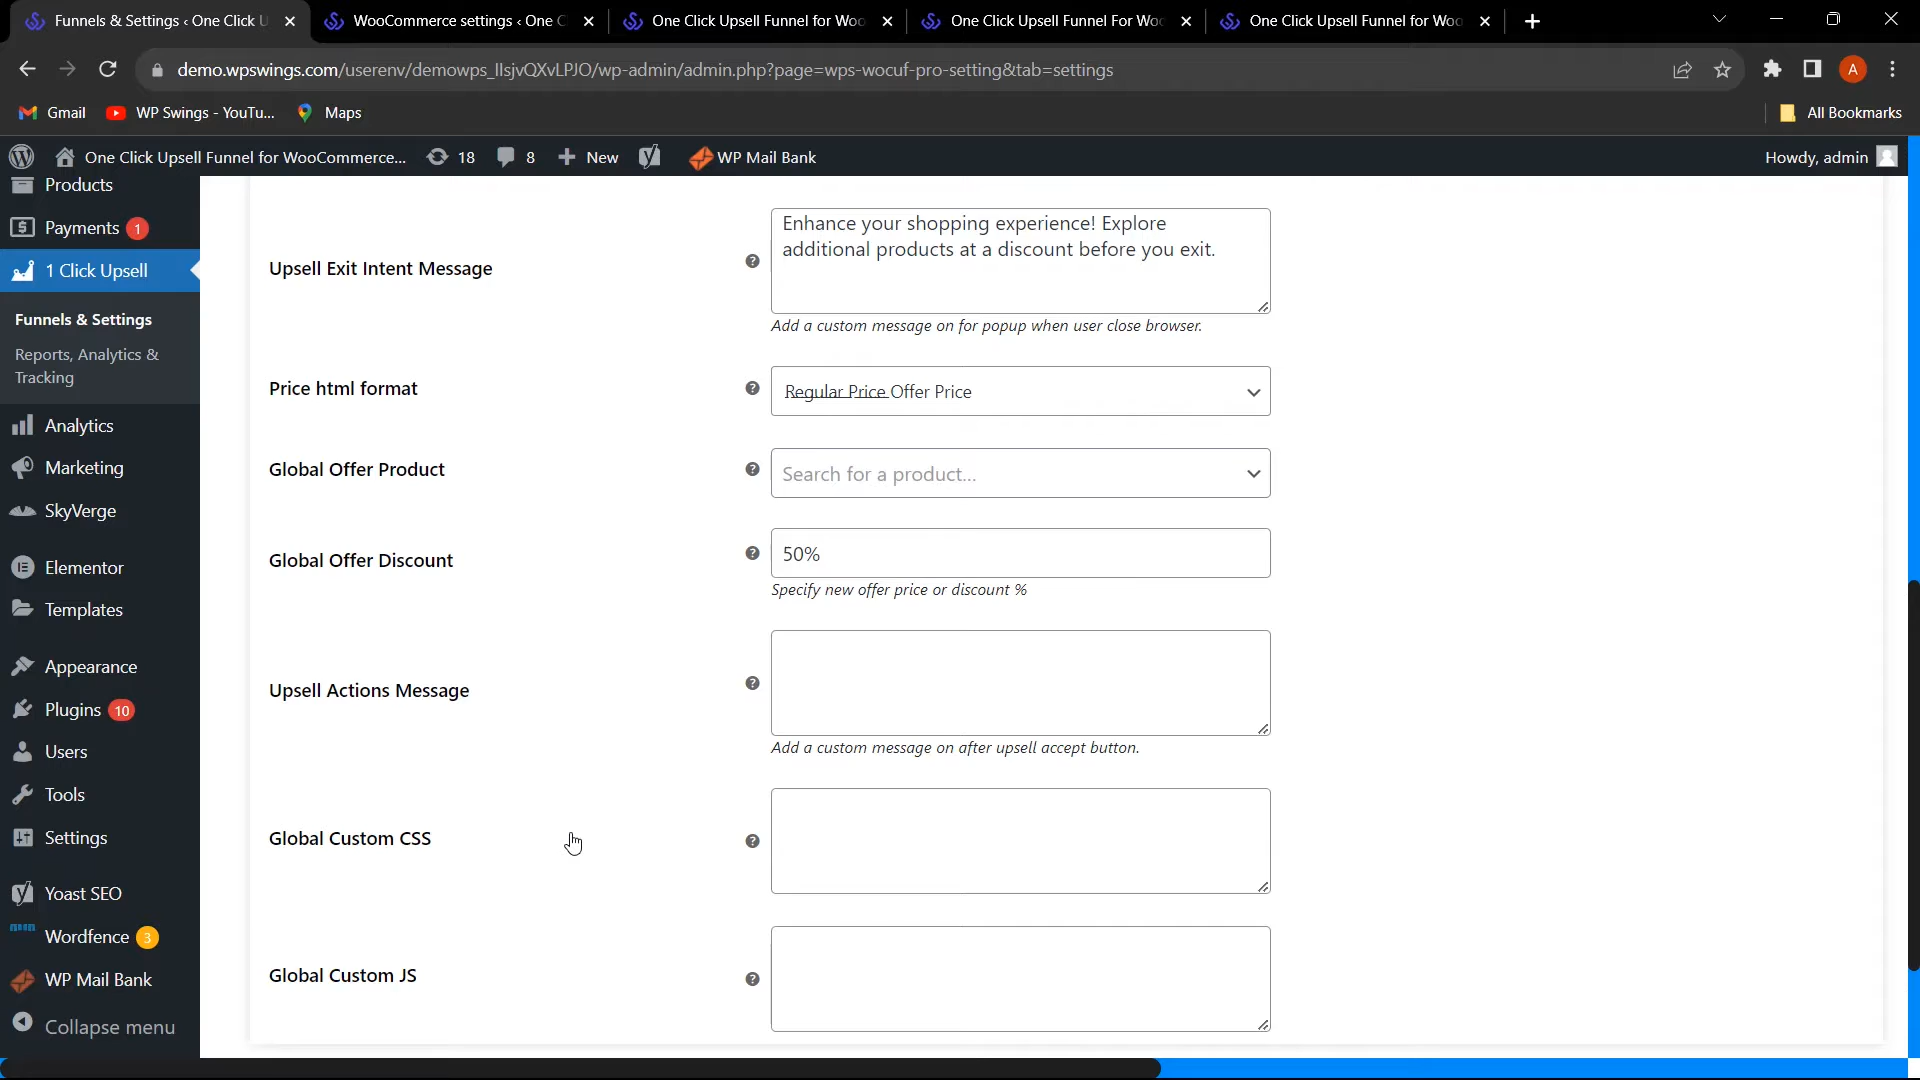 Funnels & Settings ‹ One Click U
WooCommerce settings ‹ One C
One Click Upsell Funnel for Woo
One Click Upsell Funnel For Wo
One Click Upsell Funnel for Woo
demo.wpswings.com/userenv/demowps_IIsjvQXvLPJO/wp-admin/admin.php?page=wps-wocuf-pro-setting&tab=settings
A
Gmail
WP Swings - YouTu...
Maps
All Bookmarks
One Click Upsell Funnel for WooCommerce...
18
8
New
WP Mail Bank
Howdy, admin
Products
Payments 1
1 Click Upsell
Funnels & Settings
Reports, Analytics &
Tracking
Analytics
Marketing
SkyVerge
Elementor
Templates
Appearance
Plugins 10
Users
Tools
Settings
Yoast SEO
Wordfence 3
WP Mail Bank
Collapse menu
Upsell Exit Intent Message
Enhance your shopping experience! Explore
additional products at a discount before you exit.
Add a custom message on for popup when user close browser.
Price html format
Regular Price Offer Price
Global Offer Product
Search for a product...
Global Offer Discount
50%
Specify new offer price or discount %
Upsell Actions Message
Add a custom message on after upsell accept button.
Global Custom CSS
Global Custom JS